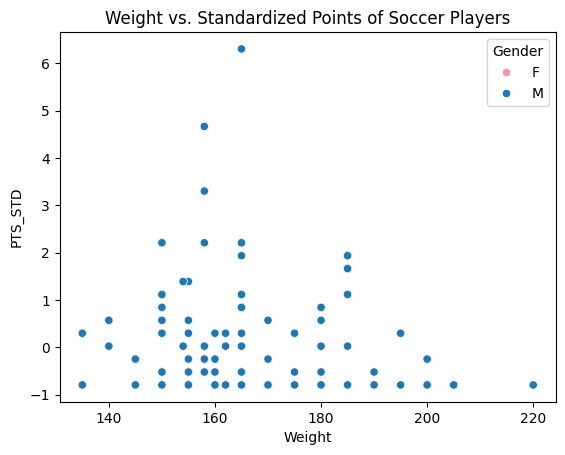 Weight vs. Standardized Points of Soccer Players
Gender
F
M
PTS_STD
6
5
4
3
2
1
0
−1
140
160
180
200
220
Weight